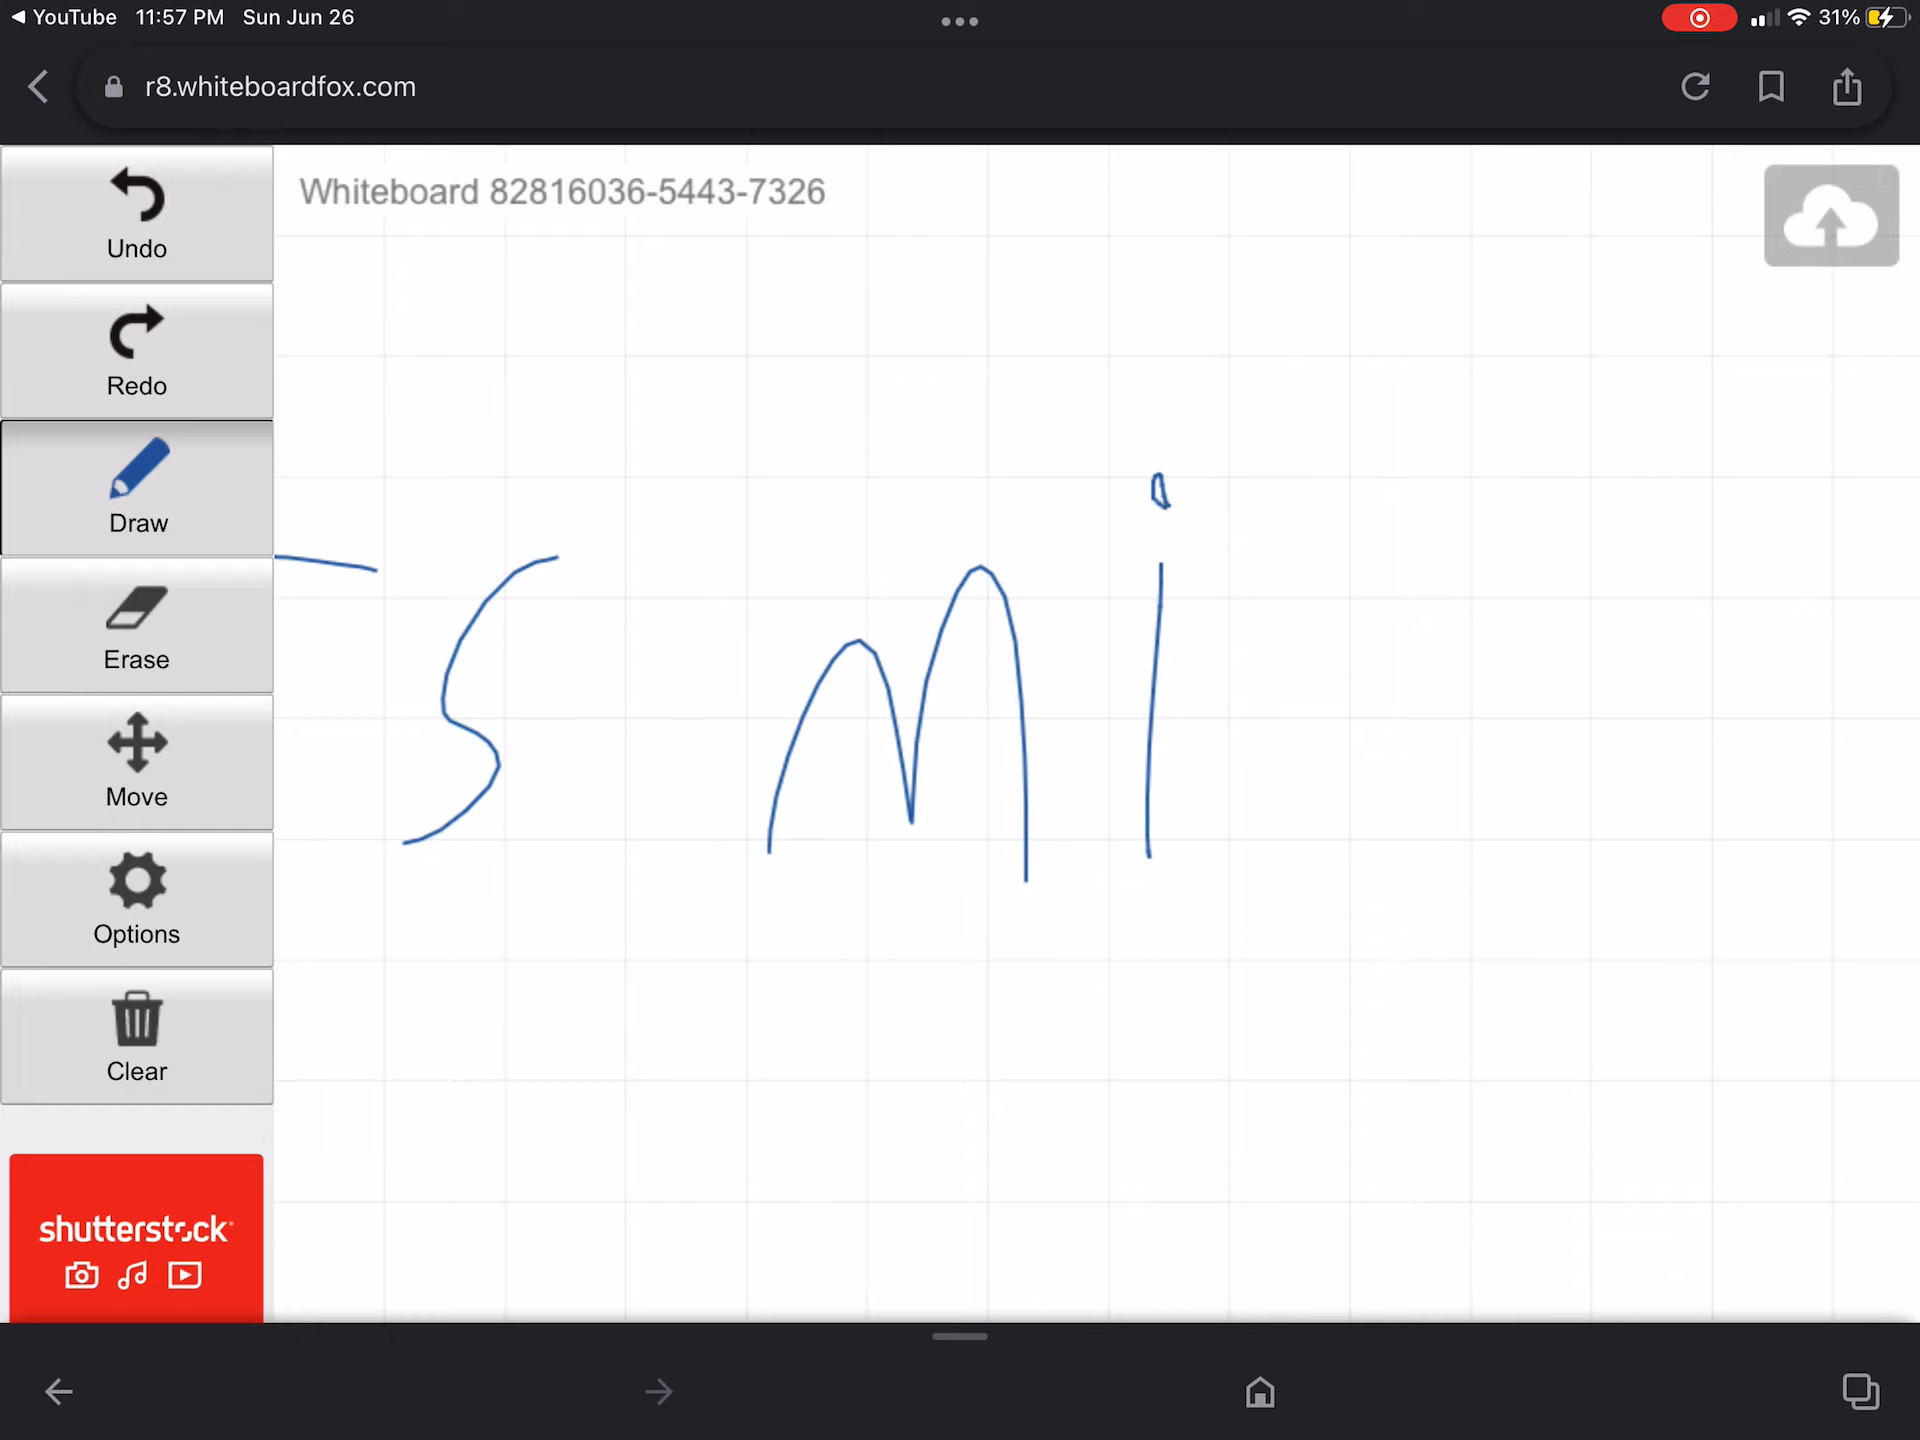 YouTube 11:57 PM Sun Jun 26 31%
r8.whiteboardfox.com
Whiteboard 82816036-5443-7326
Undo
Redo
Draw
s mi
Erase
Move
Options
Clear
shutterstock